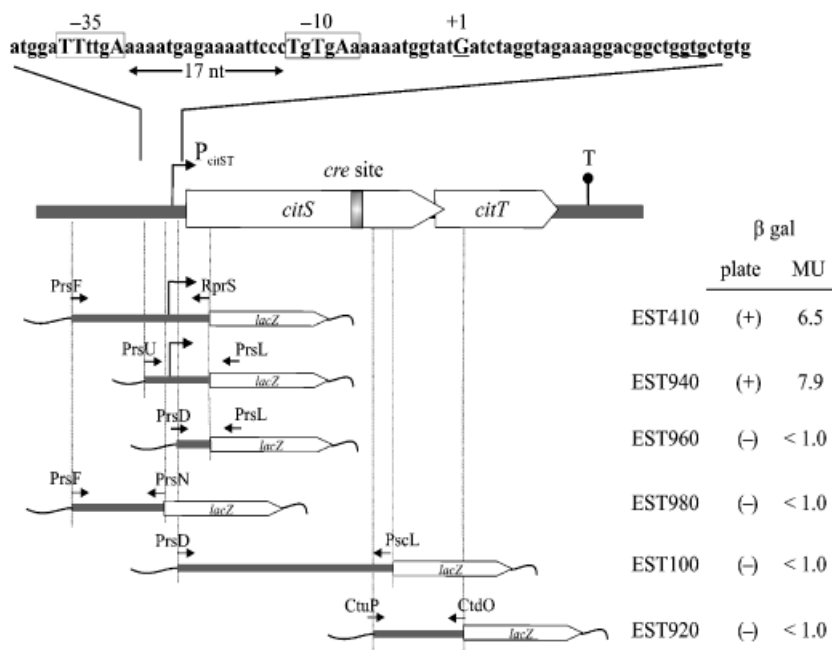 −35 −10 +1
atggaTTttgAaaaatgagaaaattcccTgTgAaaaaatggtatGatctaggtagaaaggacggctggtgctgtg
17 nt
PcitST
cre site
T
citS citT
β gal
plate MU
PrsF RprS
lacZ
EST410 (+) 6.5
PrsU PrsL
lacZ
EST940 (+) 7.9
PrsD PrsL
lacZ
EST960 (–) < 1.0
PrsF PrsN
lacZ
EST980 (–) < 1.0
PrsD PscL
lacZ
EST100 (–) < 1.0
CtuP CtdO
lacZ
EST920 (–) < 1.0